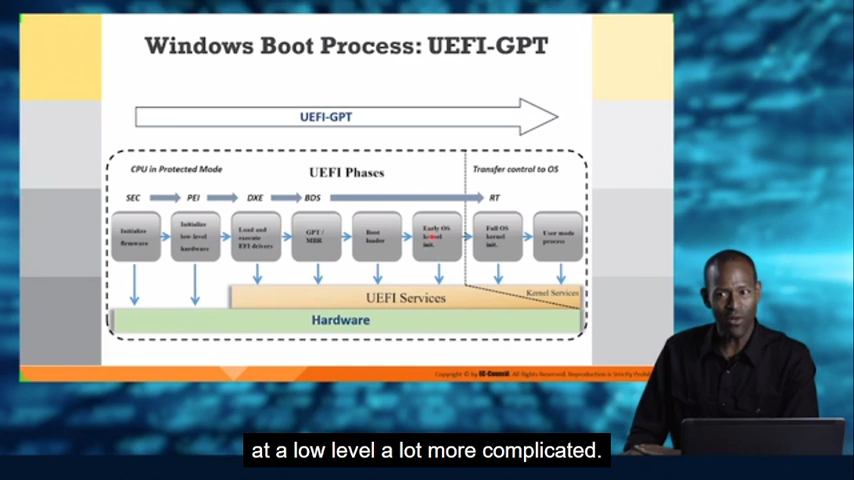 Windows Boot Process: UEFI-GPT
UEFI-GPT
CPU in Protected Mode
UEFI Phases
Transfer control to OS
SEC
PEI
DXE
BDS
RT
Initialize
firmware
Initialize
low level
hardware
Load and
execute
EFI drivers
GPT /
MBR
Boot
loader
Early OS
kernel
init.
Full OS
kernel
init.
User mode
process
UEFI Services
Kernel Services
Hardware
Copyright © by EC-Council. All Rights Reserved. Reproduction is Strictly
at a low level a lot more complicated.